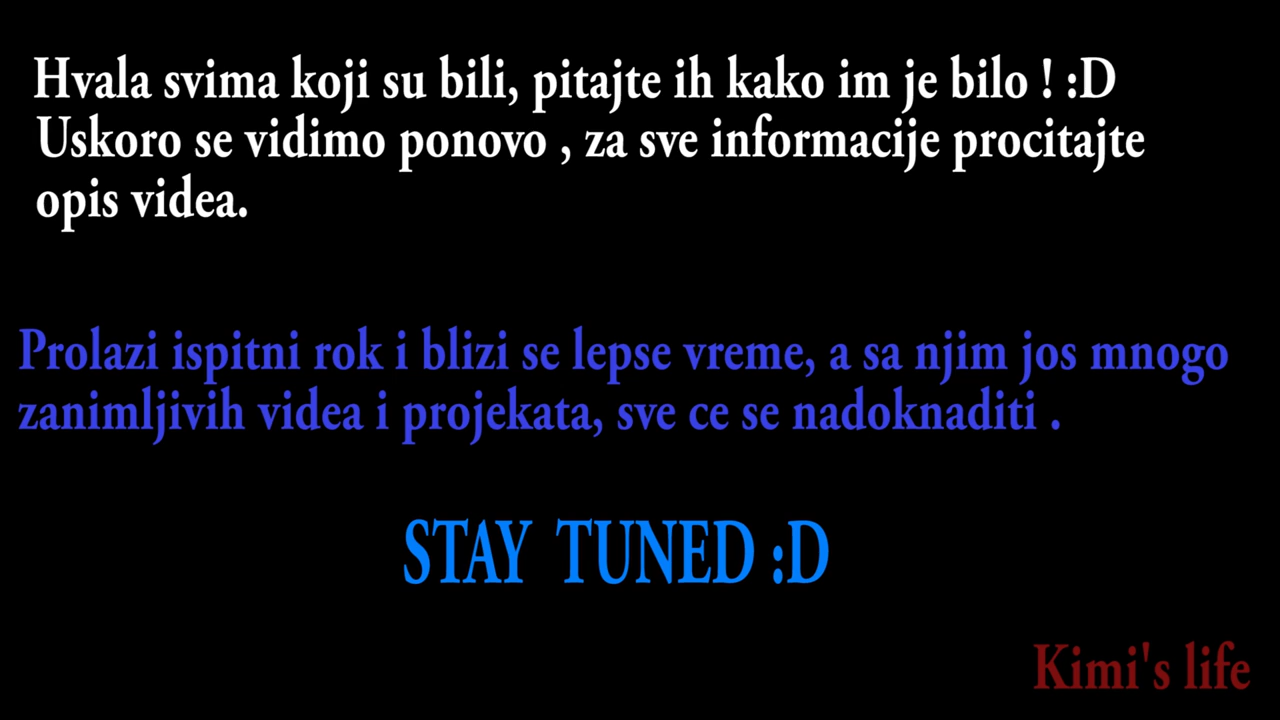 Hvala svima koji su bili, pitajte ih kako im je bilo ! :D
Uskoro se vidimo ponovo , za sve informacije procitajte
opis videa.
Prolazi ispitni rok i blizi se lepse vreme, a sa njim jos mnogo
zanimljivih videa i projekata, sve ce se nadoknaditi .
STAY TUNED :D
Kimi's life